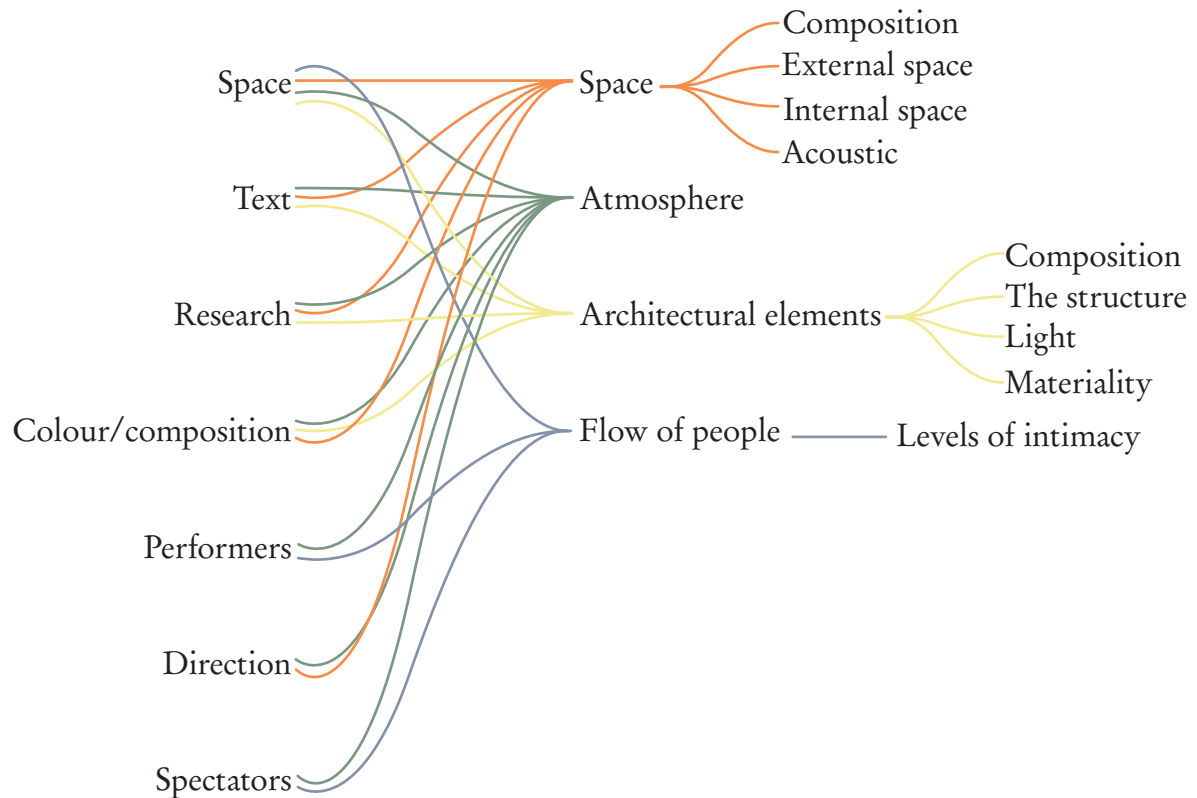 Space
Text
Research
Colour/composition
Performers
Direction
Spectators
Space
Atmosphere
Architectural elements
Flow of people
Composition
External space
Internal space
Acoustic
Composition
The structure
Light
Materiality
Levels of intimacy